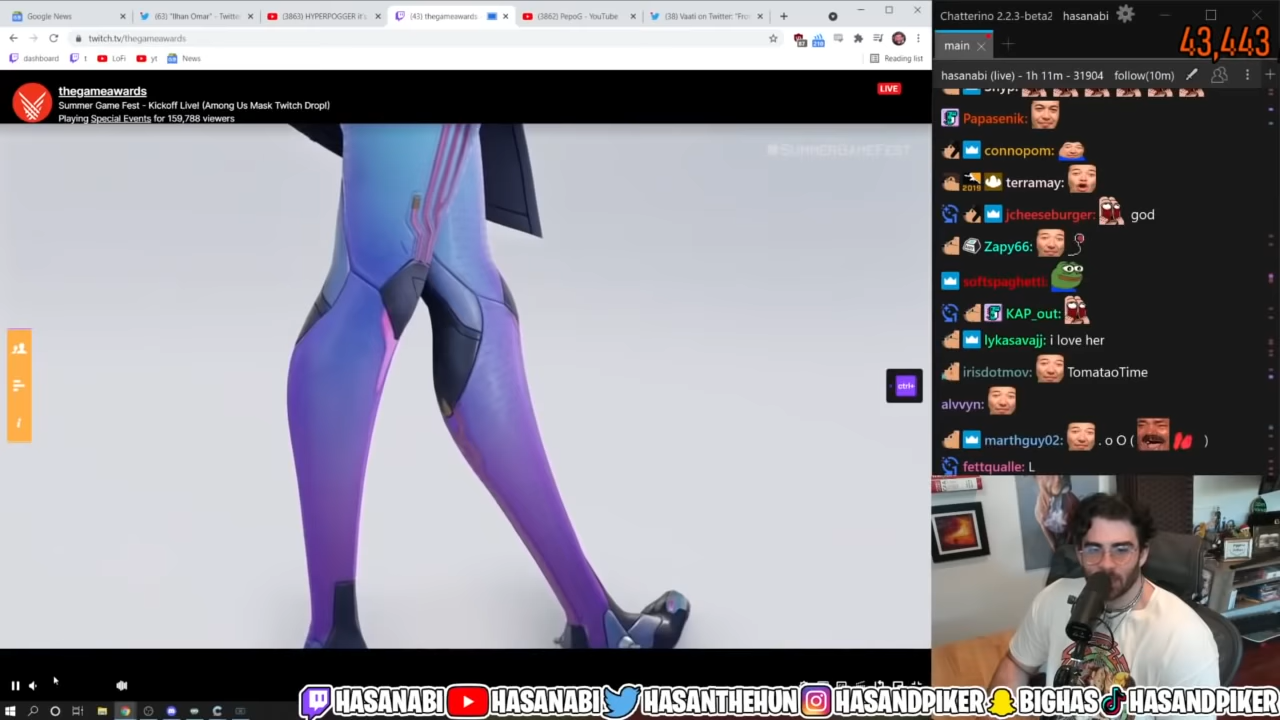 Google News
(63) "Ilhan Omar" - Twitte
(3863) HYPERPOGGER it's
(43) thegameawards
(3862) PepoG - YouTube
(38) Vaati on Twitter: "Fro
twitch.tv/thegameawards
dashboard
t
LoFi
yt
News
Reading list
thegameawards
Summer Game Fest - Kickoff Live! (Among Us Mask Twitch Drop!)
Playing Special Events for 159,788 viewers
LIVE
#SUMMERGAMEFEST
ctrl+
Chatterino 2.2.3-beta2
hasanabi
main
43,443
hasanabi (live) - 1h 11m - 31904
follow(10m)
Papasenik:
connopom:
2019 terramay:
jcheeseburger: god
Zapy66:
softspaghetti:
KAP_out:
lykasavajj: i love her
irisdotmov: TomataoTime
alvvyn:
marthguy02: . o O ( )
fettqualle: L
HASANABI
HASANABI
HASANTHEHUN
HASANDPIKER
BIGHAS
HASANDPIKER